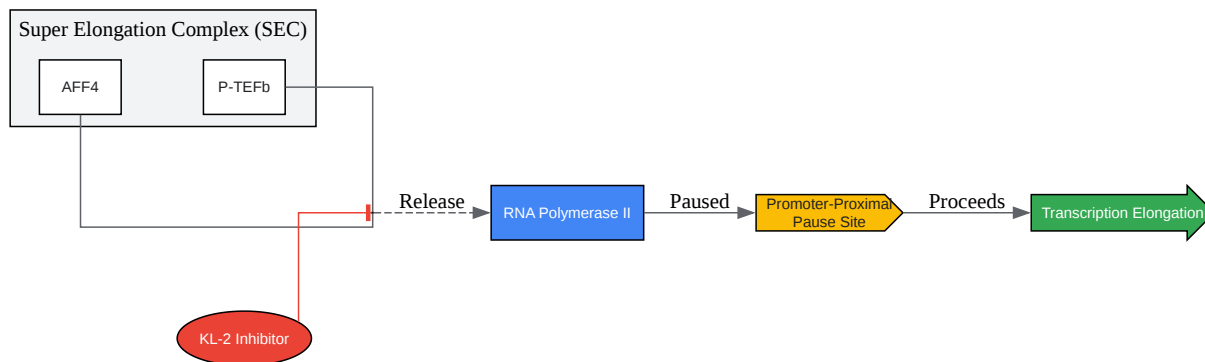 Super Elongation Complex (SEC)
AFF4
P-TEFb
Release
RNA Polymerase II
Paused
Promoter-Proximal
Pause Site
Proceeds
Transcription Elongation
KL-2 Inhibitor